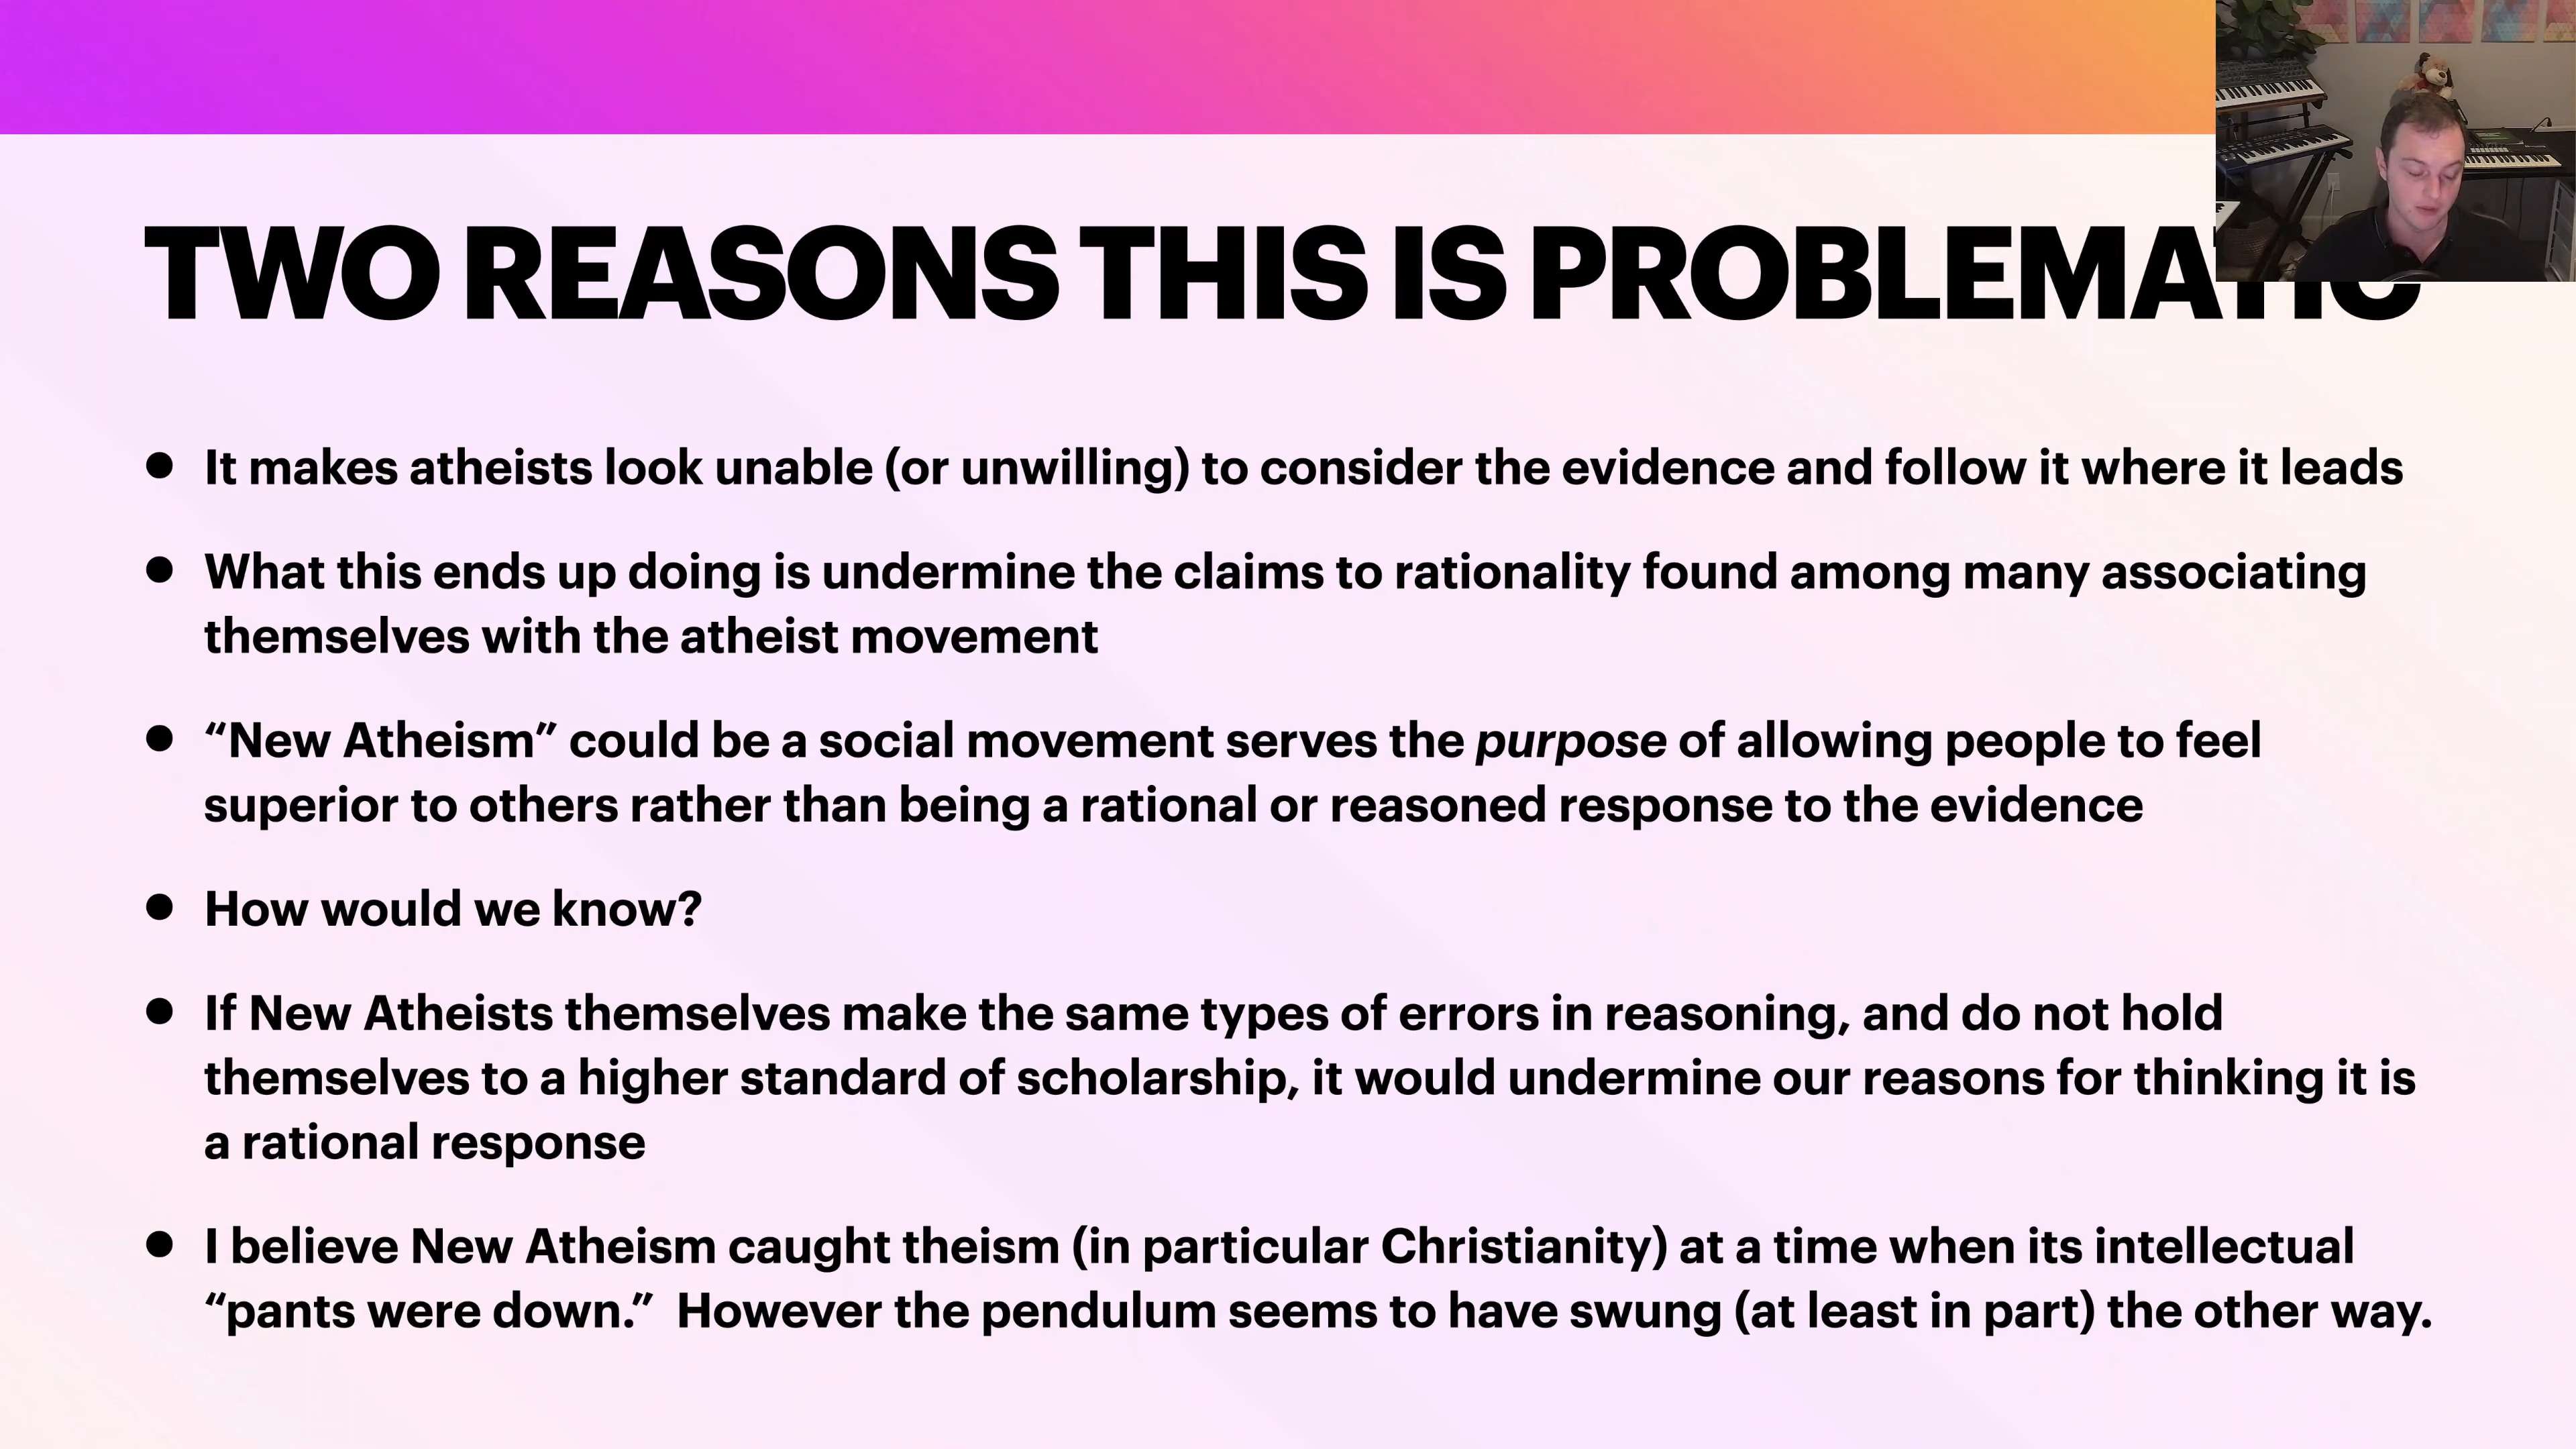 TWO REASONS THIS IS PROBLEMATIC
● It makes atheists look unable (or unwilling) to consider the evidence and follow it where it leads
● What this ends up doing is undermine the claims to rationality found among many associating
themselves with the atheist movement
● “New Atheism” could be a social movement serves the purpose of allowing people to feel
superior to others rather than being a rational or reasoned response to the evidence
● How would we know?
● If New Atheists themselves make the same types of errors in reasoning, and do not hold
themselves to a higher standard of scholarship, it would undermine our reasons for thinking it is
a rational response
● I believe New Atheism caught theism (in particular Christianity) at a time when its intellectual
“pants were down.”  However the pendulum seems to have swung (at least in part) the other way.